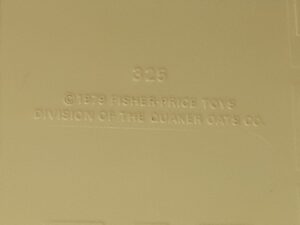 325
©1979 FISHER-PRICE TOYS
DIVISION OF THE QUAKER OATS CO.